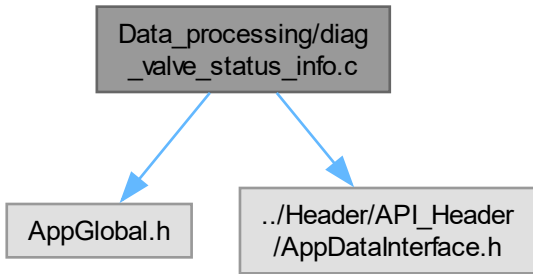 Data_processing/diag
_valve_status_info.c
AppGlobal.h
../Header/API_Header
/AppDataInterface.h